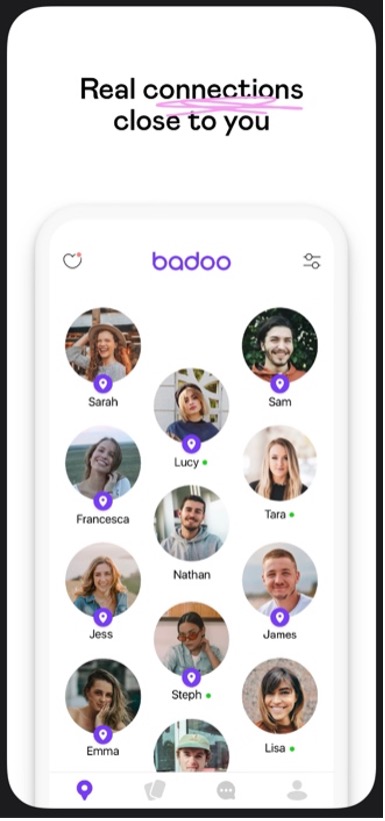 Real connections
close to you
badoo
Sarah
Sam
Lucy
Francesca
Tara
Nathan
Jess
James
Steph
Emma
Lisa